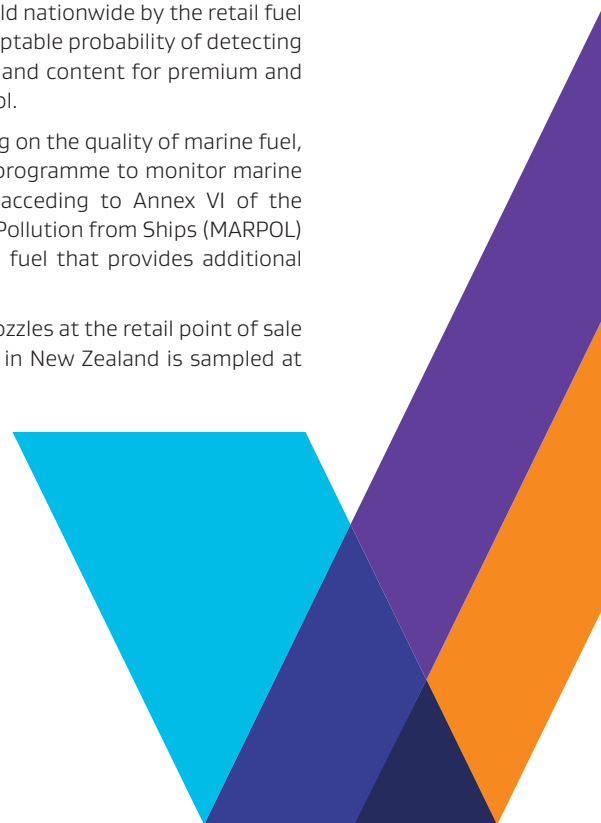 ld nationwide by the retail fuel
ptable probability of detecting
and content for premium and
ol.
g on the quality of marine fuel,
programme to monitor marine
acceding to Annex VI of the
Pollution from Ships (MARPOL)
fuel that provides additional
ozzles at the retail point of sale
in New Zealand is sampled at